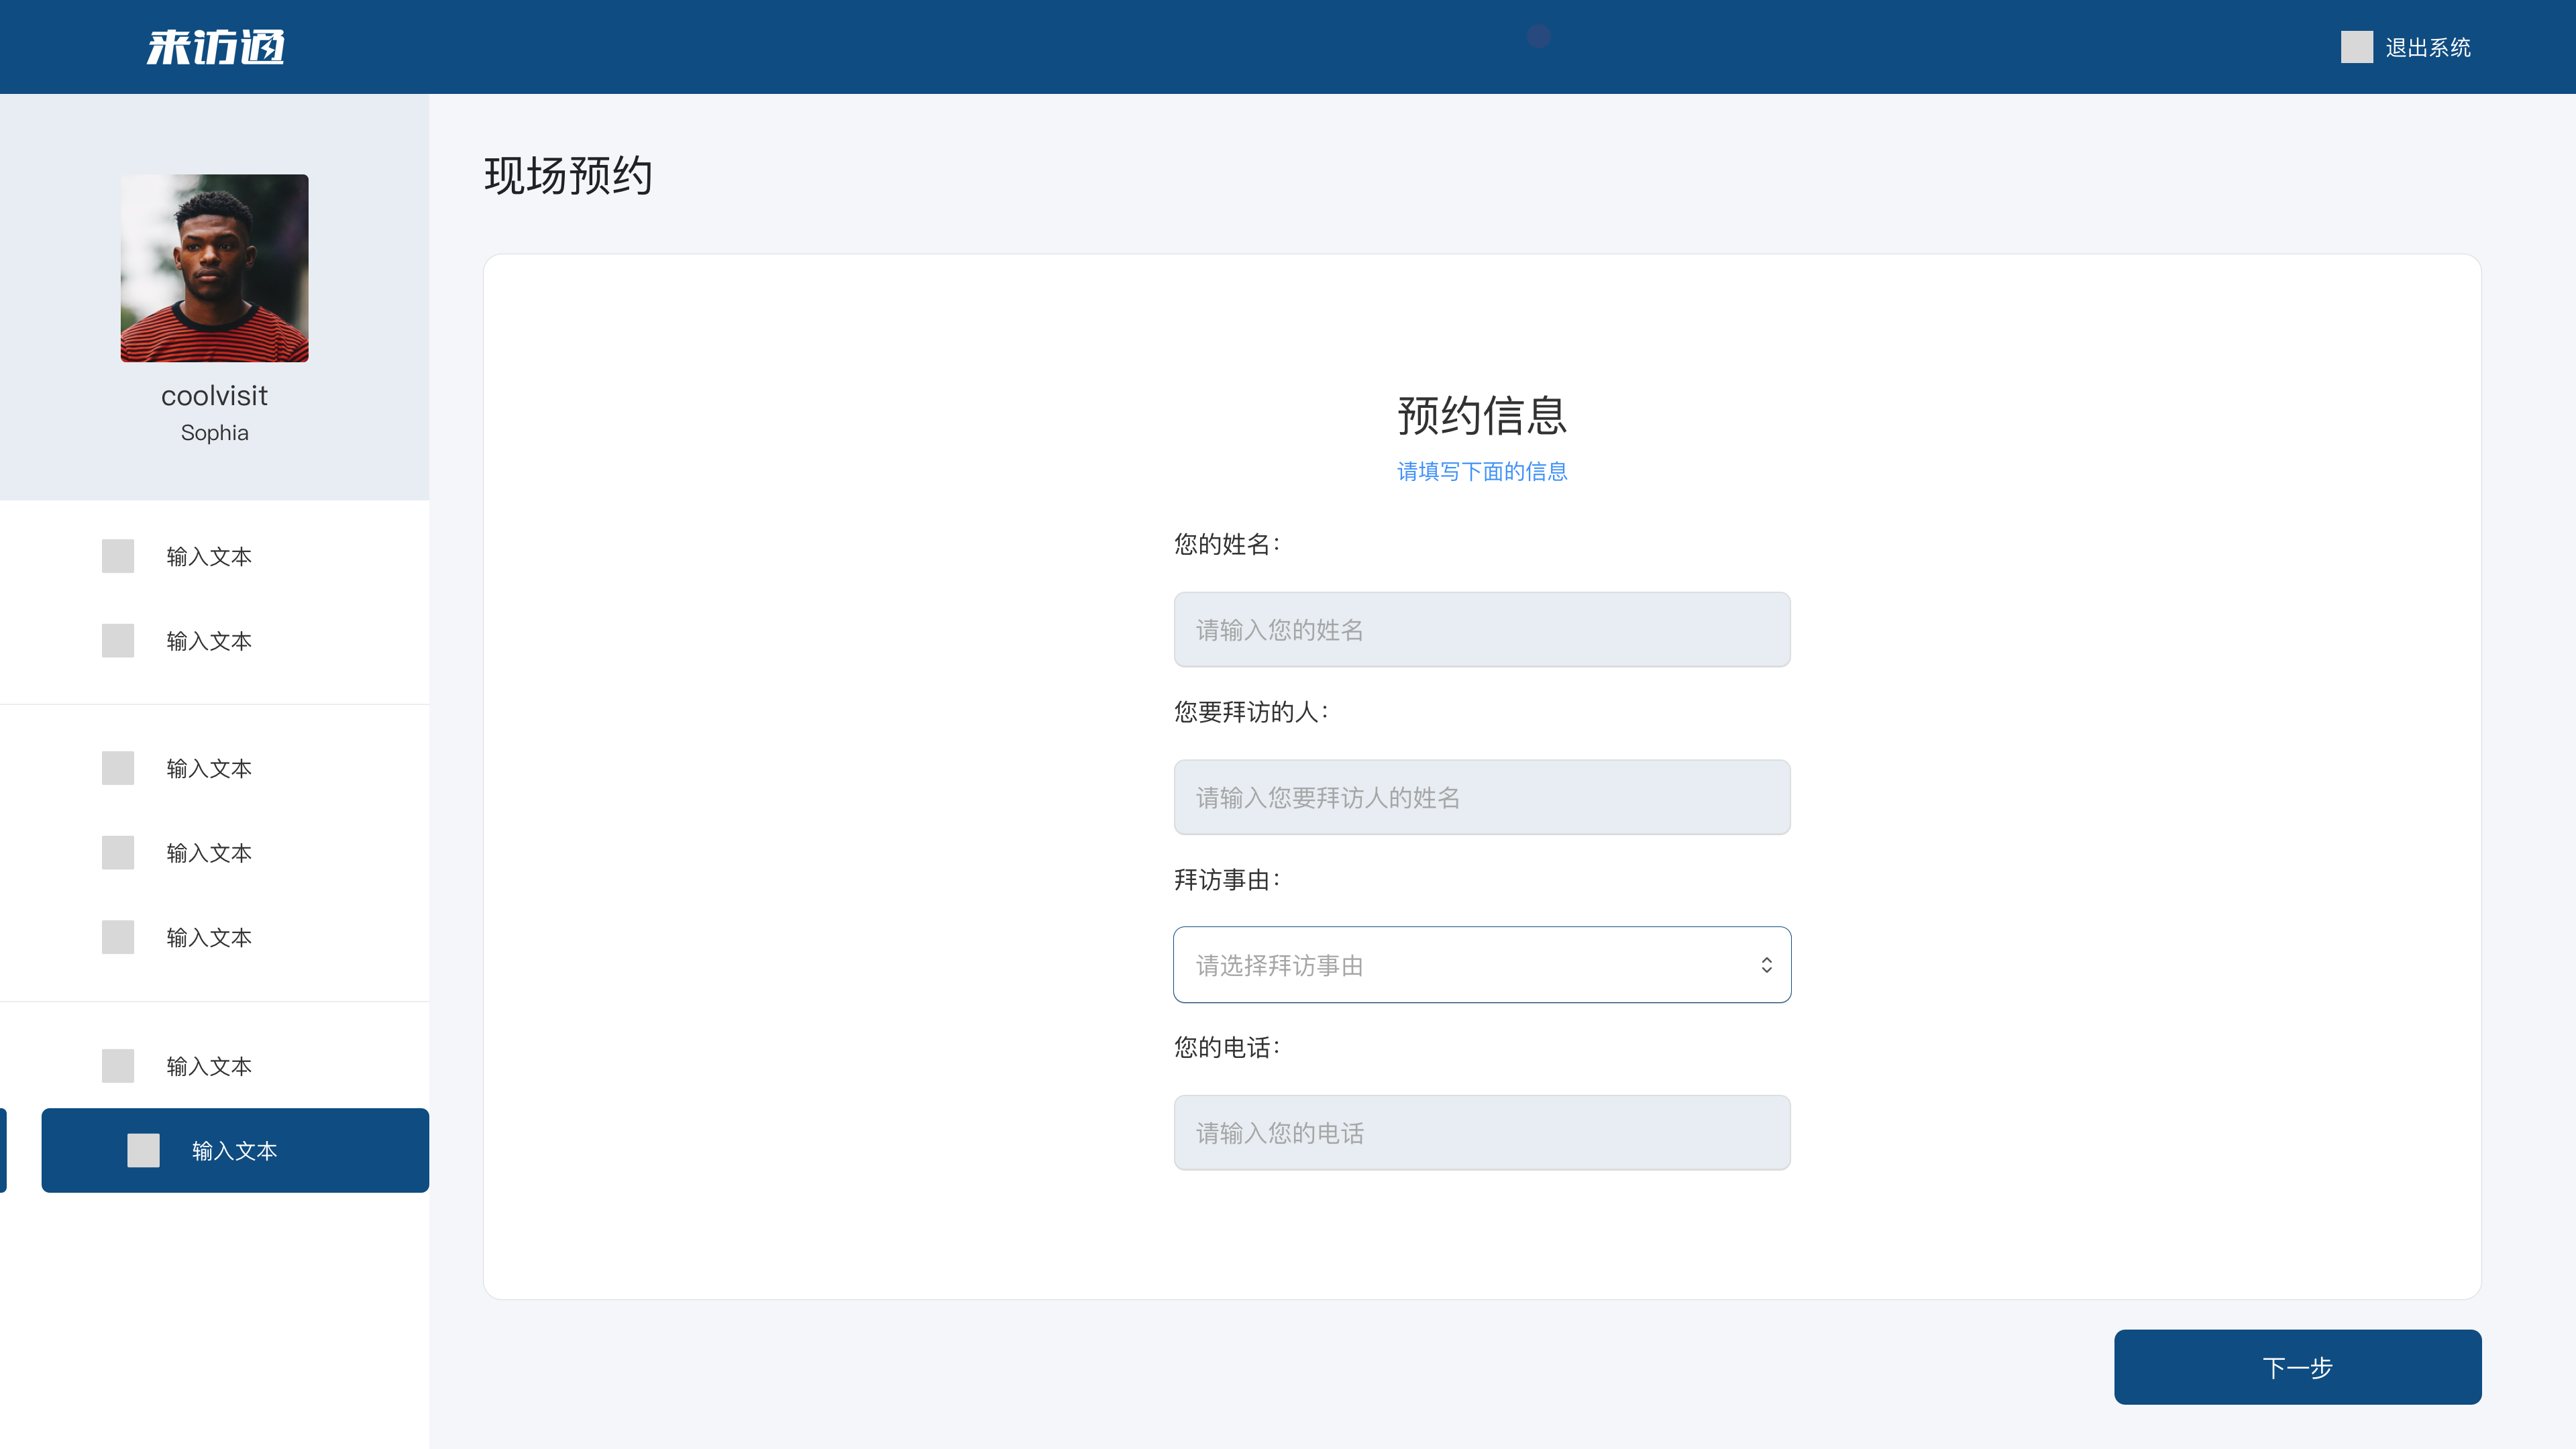 来访通
退出系统
现场预约
coolvisit
Sophia
输入文本
输入文本
输入文本
输入文本
输入文本
输入文本
输入文本
预约信息
请填写下面的信息
您的姓名：
请输入您的姓名
您要拜访的人：
请输入您要拜访人的姓名
拜访事由：
请选择拜访事由
您的电话：
请输入您的电话
下一步